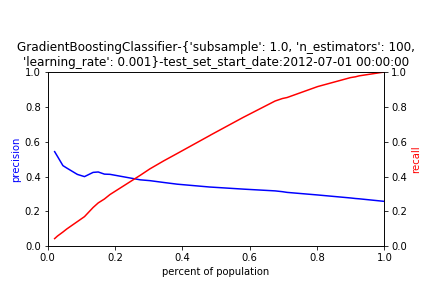 GradientBoostingClassifier-{'subsample': 1.0, 'n_estimators': 100,
'learning_rate': 0.001}-test_set_start_date:2012-07-01 00:00:00
1.0 1.0
0.8 0.8
0.6 0.6
precision recall
0.4 0.4
0.2 0.2
0.0 0.0
0.0 0.2 0.4 0.6 0.8 1.0
percent of population